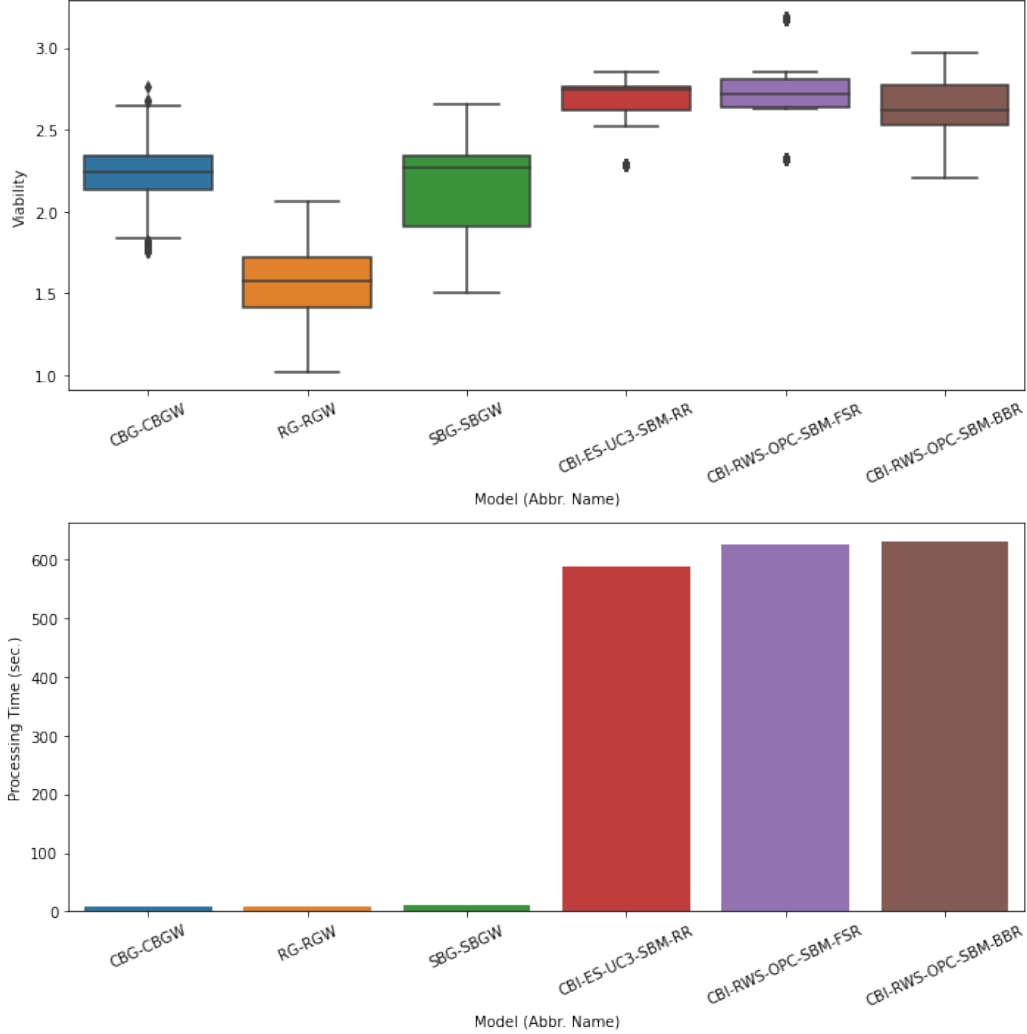 3.0
2.5
2.0
1.5
1.0
Viability
CBG-CBGW
RG-RGW
SBG-SBGW
CBI-ES-UC3-SBM-RR
CBI-RWS-OPC-SBM-FSR
CBI-RWS-OPC-SBM-BBR
Model (Abbr. Name)
600
500
400
300
200
100
0
Processing Time (sec.)
CBG-CBGW
RG-RGW
SBG-SBGW
CBI-ES-UC3-SBM-RR
CBI-RWS-OPC-SBM-FSR
CBI-RWS-OPC-SBM-BBR
Model (Abbr. Name)